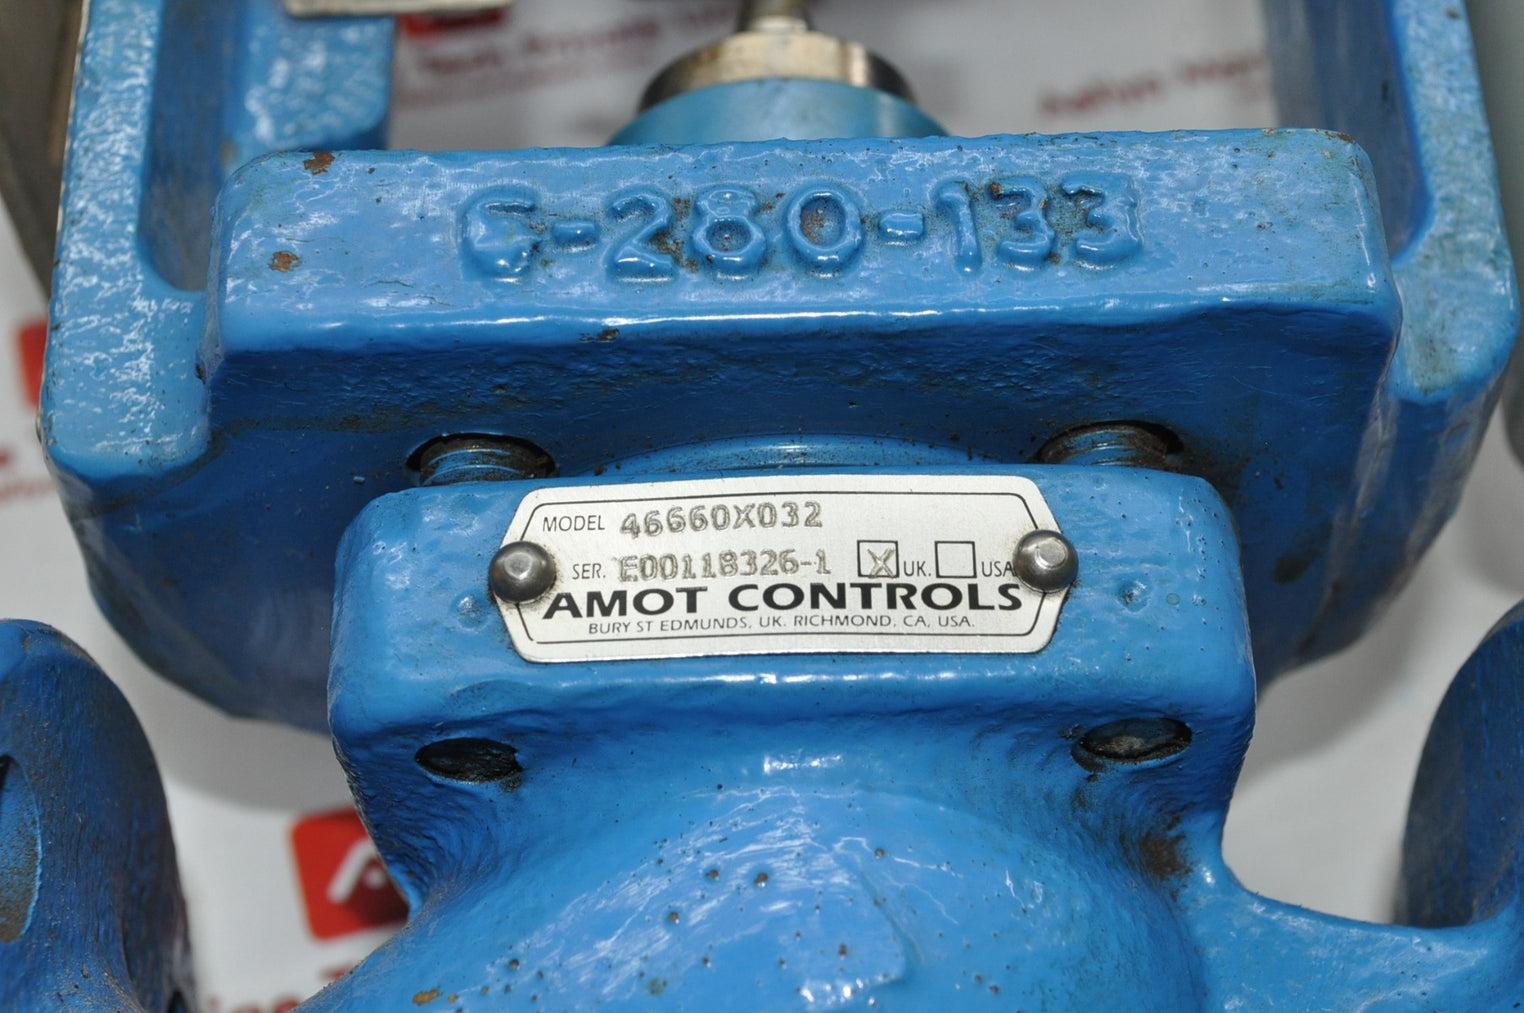 G-280-133
MODEL 46660X032
SER. E00118326-1 X UK. USA
AMOT CONTROLS
BURY ST EDMUNDS, UK. RICHMOND, CA, USA.